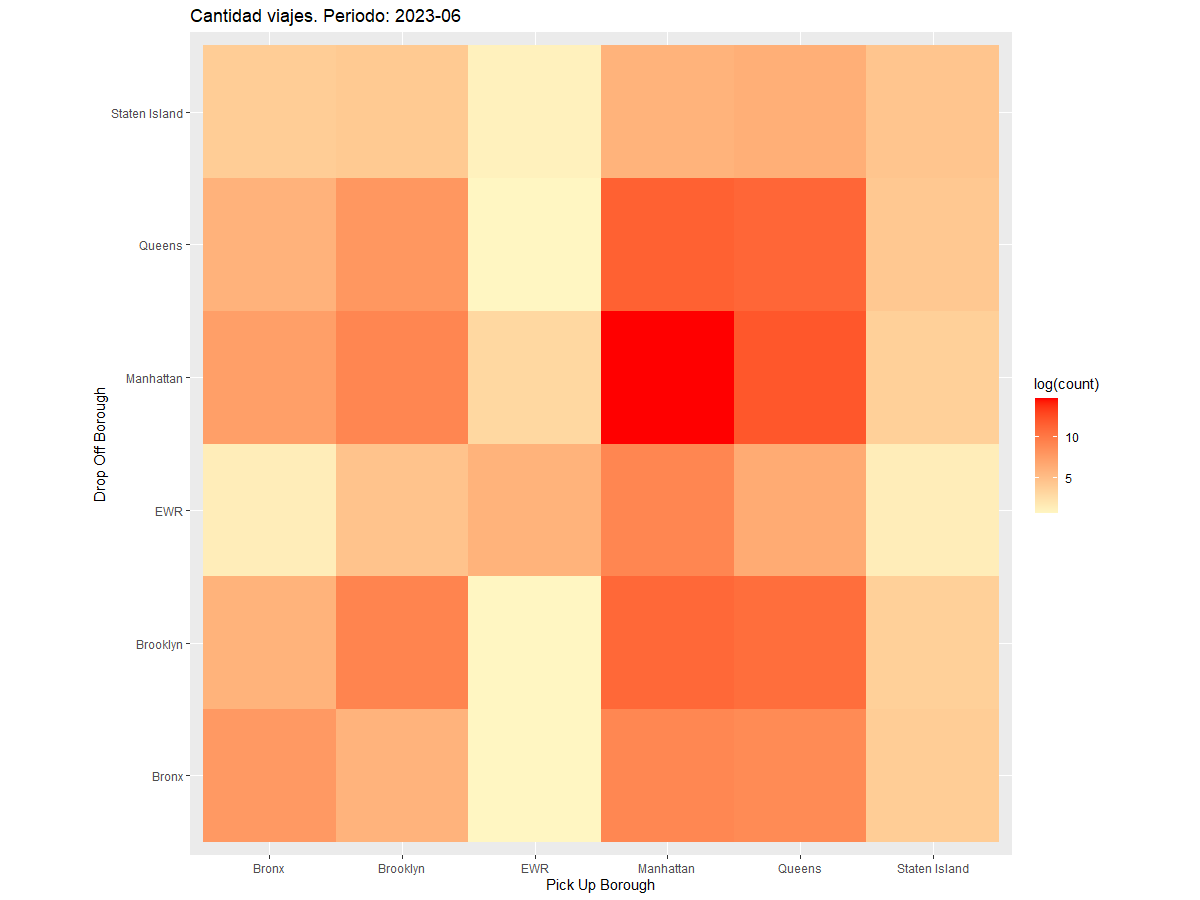 Cantidad viajes. Periodo: 2023-06
Drop Off Borough
Staten Island
Queens
Manhattan
EWR
Brooklyn
Bronx
Bronx
Brooklyn
EWR
Manhattan
Queens
Staten Island
Pick Up Borough
log(count)
10
5